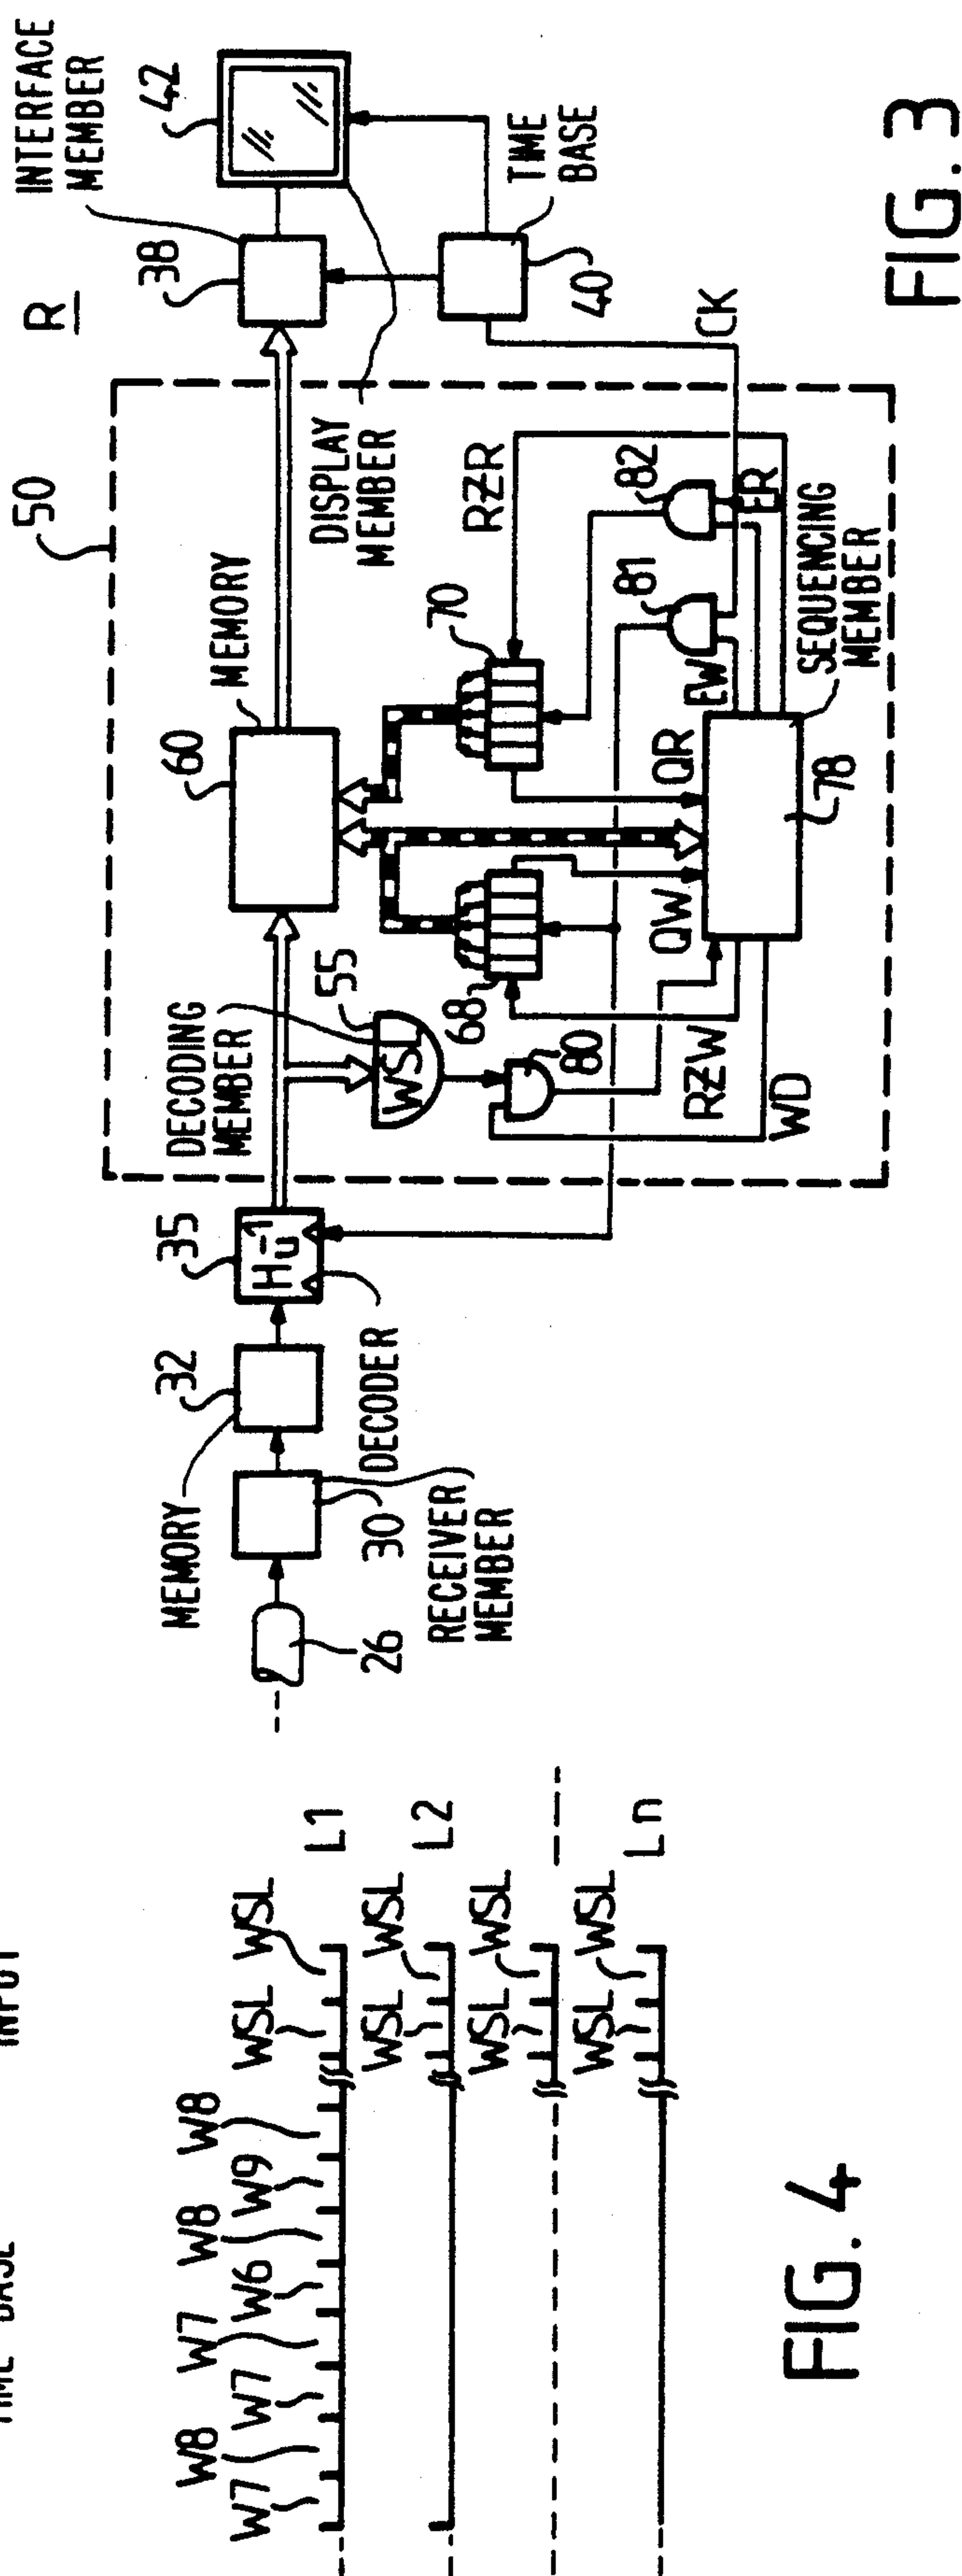 R
50
INTERFACE
MEMBER
38
42
MEMORY
60
DISPLAY
MEMBER
TIME
BASE
40
CK
RZR
70
82
81
ER
EW
SEQUENCING
MEMBER
78
QR
QW
68
DECODING
MEMBER
55
WSL
80
RZW
WD
35
Hu-1
DECODER
32
MEMORY
30
RECEIVER
MEMBER
26
FIG. 3
INPUT
TIME BASE
W7 W8 W7 W7 W6 W8 W9 W8 WSL WSL
L1
WSL WSL
L2
WSL WSL
WSL WSL
Ln
FIG. 4